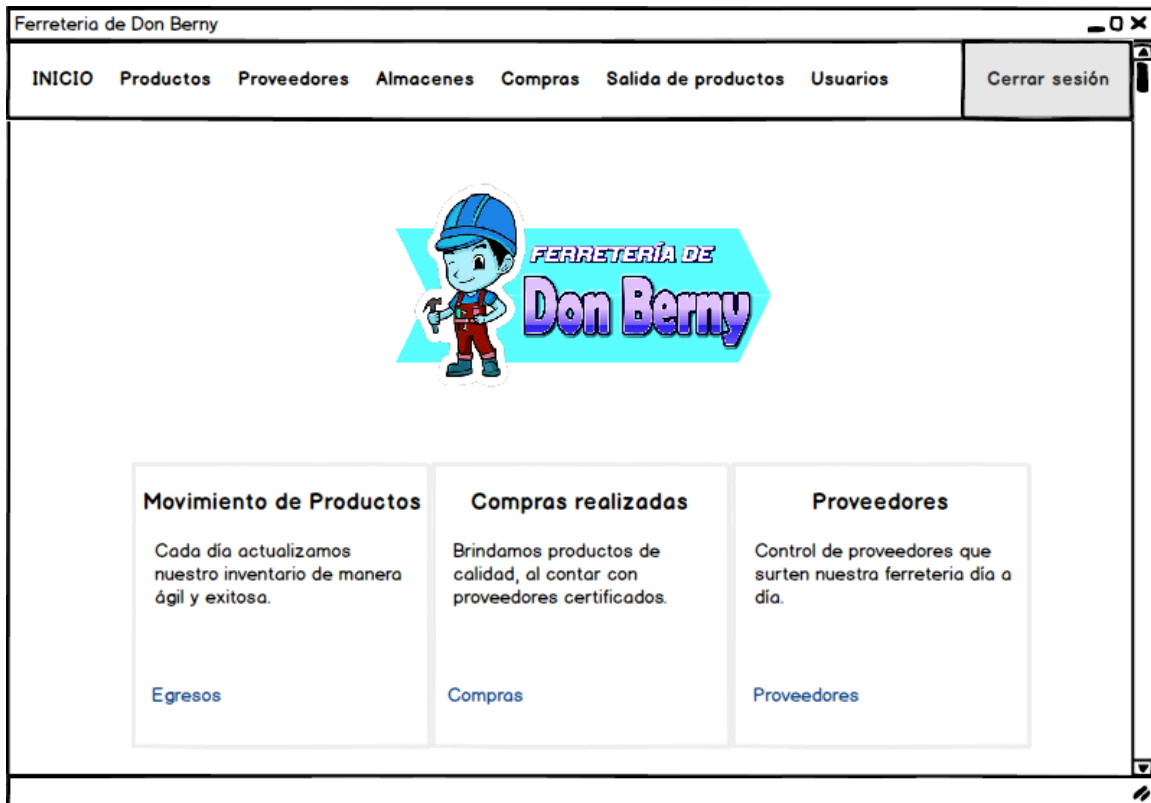 Ferreteria de Don Berny
INICIO Productos Proveedores Almacenes Compras Salida de productos Usuarios Cerrar sesión
FERRETERÍA DE
Don Berny
Movimiento de Productos
Cada día actualizamos
nuestro inventario de manera
ágil y exitosa.
Egresos
Compras realizadas
Brindamos productos de
calidad, al contar con
proveedores certificados.
Compras
Proveedores
Control de proveedores que
surten nuestra ferreteria día a
día.
Proveedores